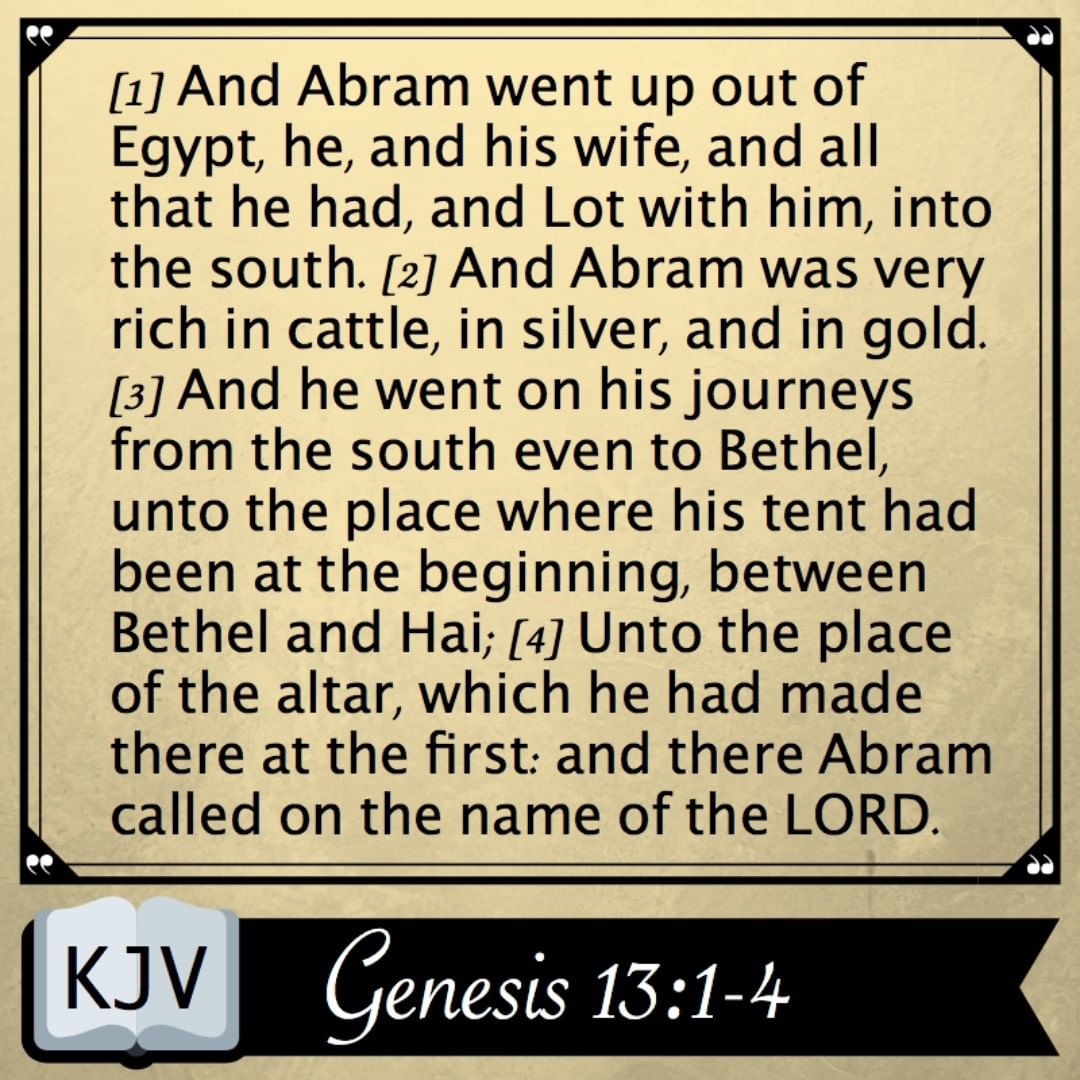 [1] And Abram went up out of
Egypt, he, and his wife, and all
that he had, and Lot with him, into
the south. [2] And Abram was very
rich in cattle, in silver, and in gold.
[3] And he went on his journeys
from the south even to Bethel,
unto the place where his tent had
been at the beginning, between
Bethel and Hai; [4] Unto the place
of the altar, which he had made
there at the first: and there Abram
called on the name of the LORD.
KJV
Genesis 13:1-4